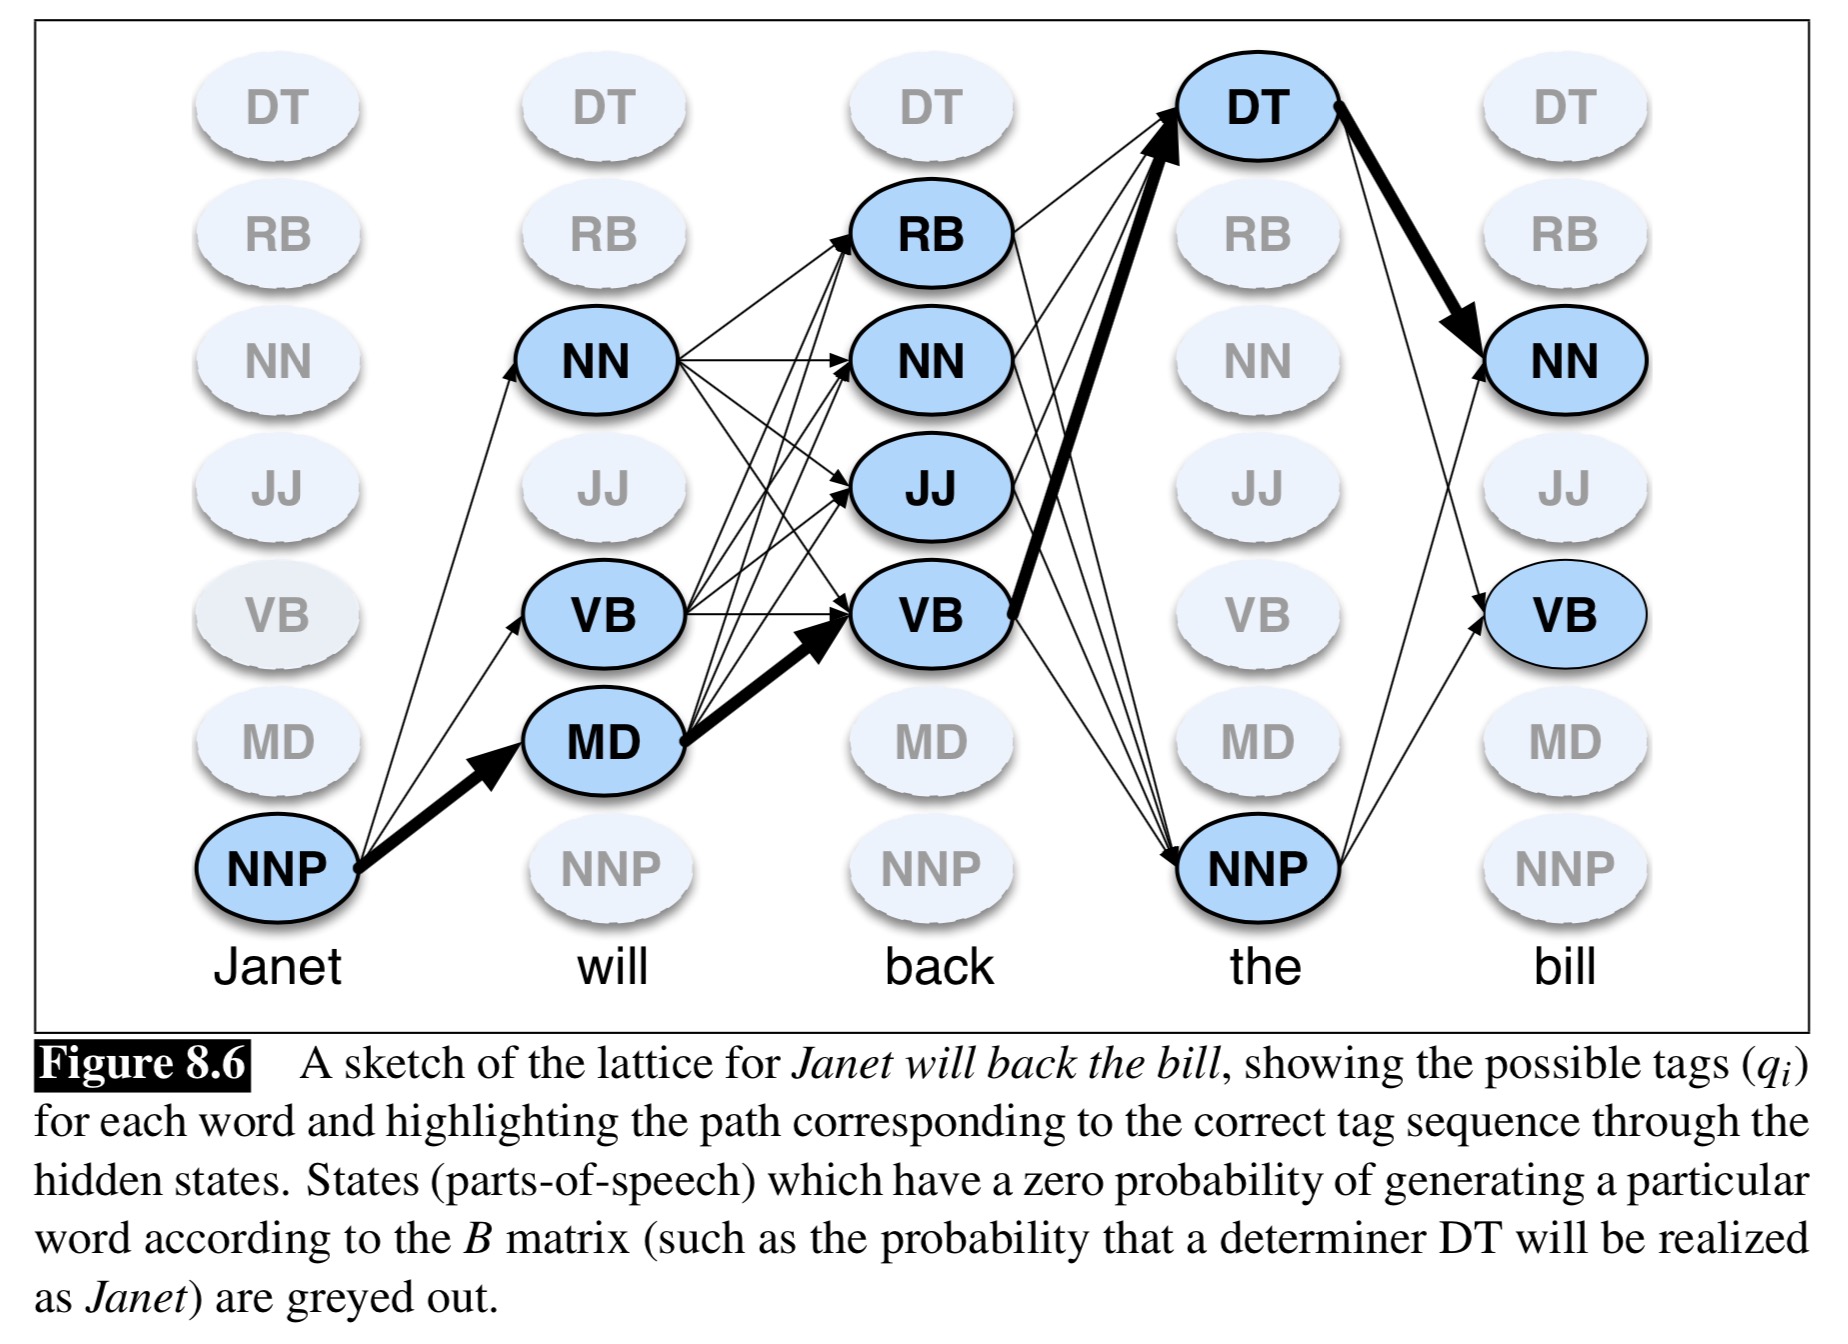 DT DT DT DT DT
RB RB RB RB RB
NN NN NN NN NN
JJ JJ JJ JJ JJ
VB VB VB VB VB
MD MD MD MD MD
NNP NNP NNP NNP NNP
Janet will back the bill
Figure 8.6 A sketch of the lattice for Janet will back the bill, showing the possible tags (qi)
for each word and highlighting the path corresponding to the correct tag sequence through the
hidden states. States (parts-of-speech) which have a zero probability of generating a particular
word according to the B matrix (such as the probability that a determiner DT will be realized
as Janet) are greyed out.